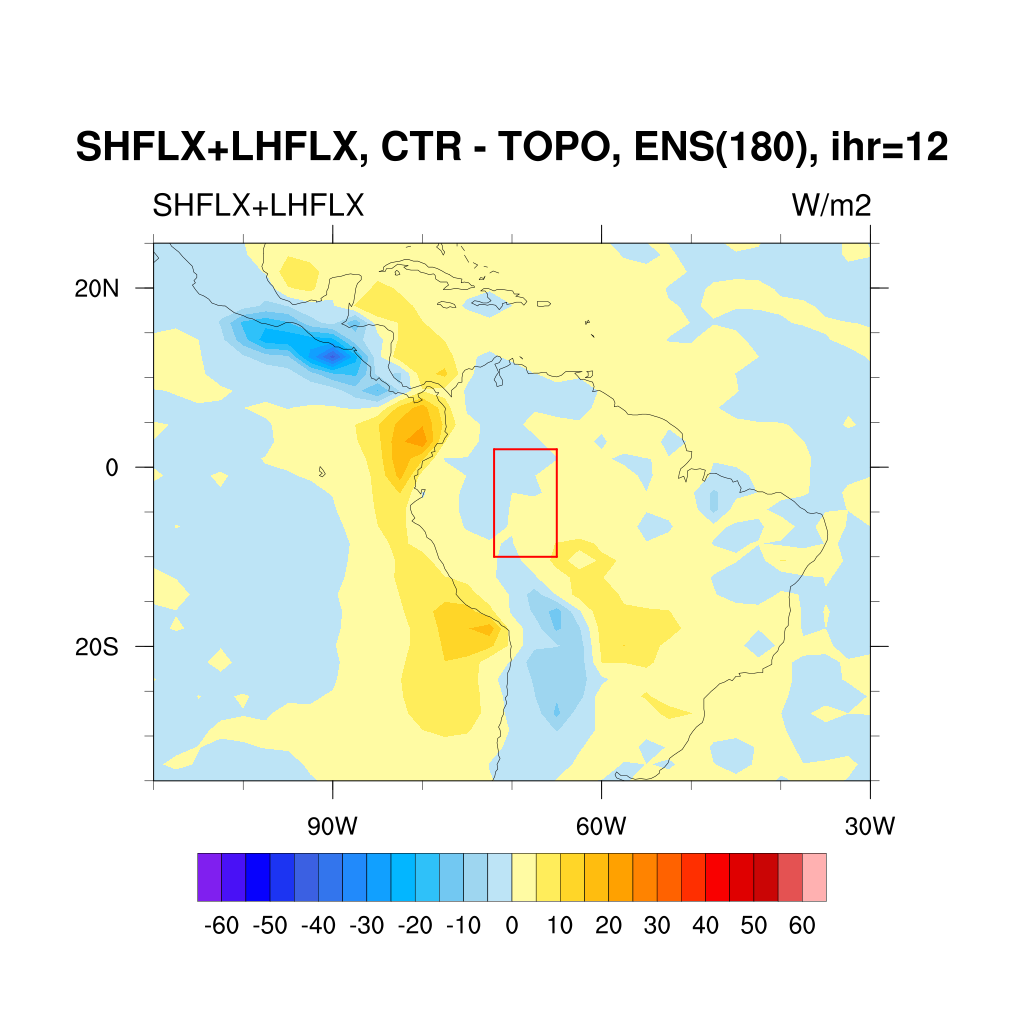 SHFLX+LHFLX, CTR - TOPO, ENS(180), ihr=12
SHFLX+LHFLX W/m2
20N
0
20S
90W 60W 30W
-60 -50 -40 -30 -20 -10 0 10 20 30 40 50 60